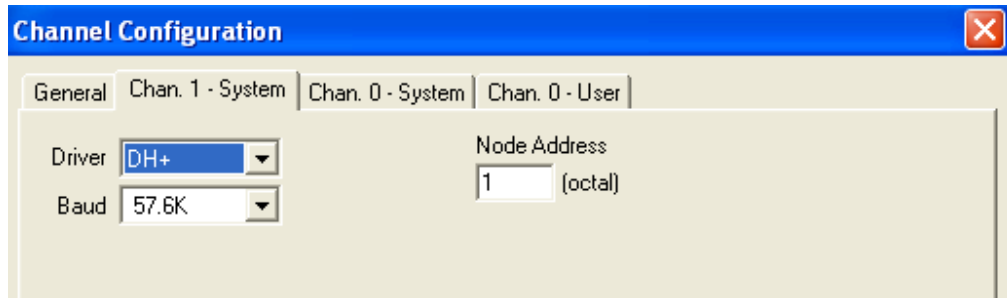 Channel Configuration
General Chan. 1 - System Chan. 0 - System Chan. 0 - User
Driver DH+ Node Address
Baud 57.6K 1 (octal)